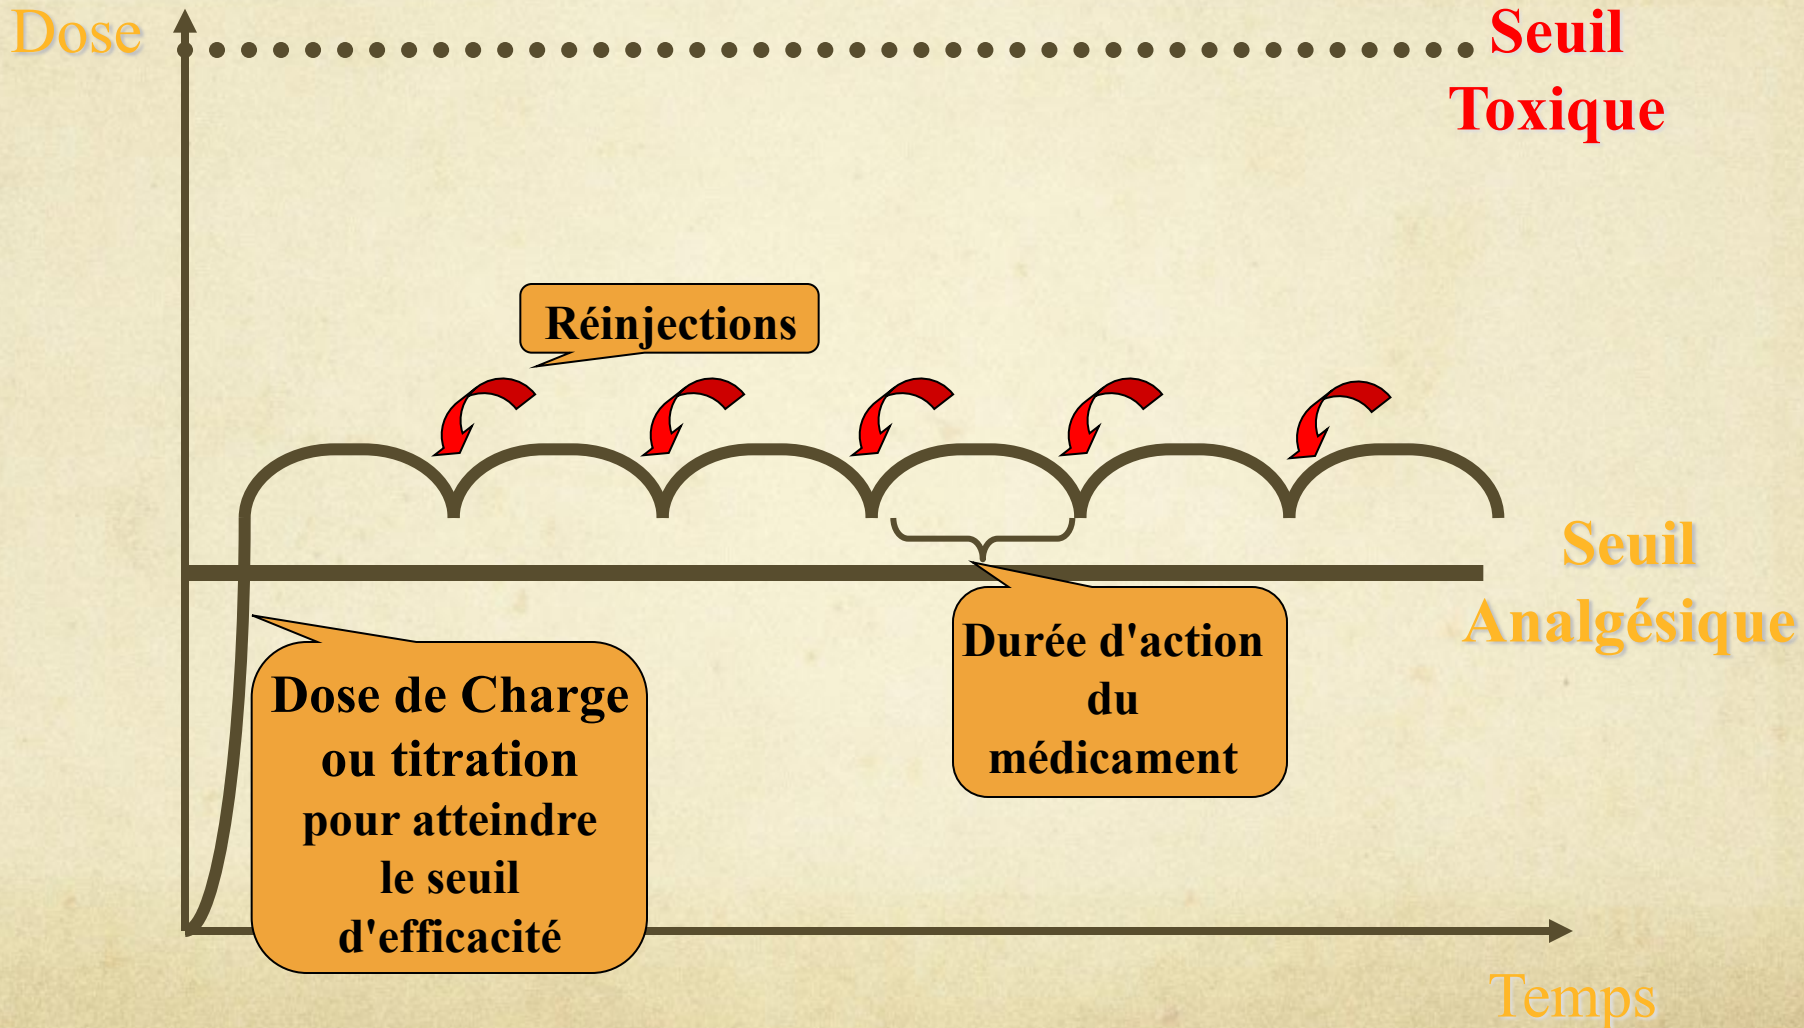 Dose
Seuil
Toxique
Réinjections
Seuil
Analgésique
Durée d'action
du
médicament
Dose de Charge
ou titration
pour atteindre
le seuil
d'efficacité
Temps